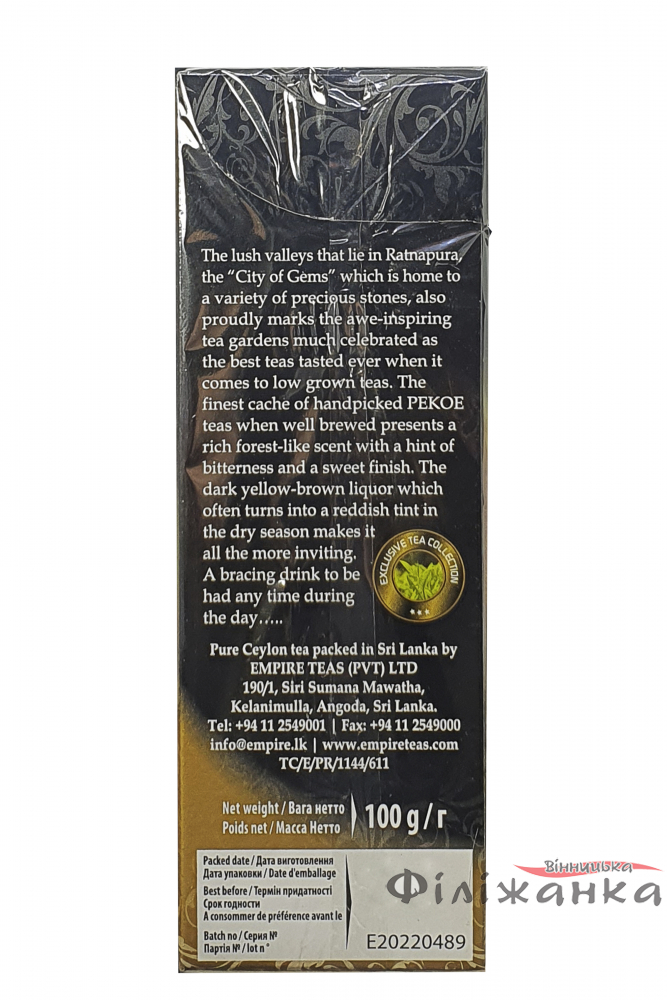 The lush valleys that lie in Ratnapura,
the “City of Gems” which is home to
a variety of precious stones, also
proudly marks the awe-inspiring
tea gardens much celebrated as
the best teas tasted ever when it
comes to low grown teas. The
finest cache of handpicked PEKOE
teas when well brewed presents a
rich forest-like scent with a hint of
bitterness and a sweet finish. The
dark yellow-brown liquor which
often turns into a reddish tint in
the dry season makes it
all the more inviting.
A bracing drink to be
had any time during
the day.....
EXCLUSIVE TEA COLLECTION
Pure Ceylon tea packed in Sri Lanka by
EMPIRE TEAS (PVT) LTD
190/1, Siri Sumana Mawatha,
Kelanimulla, Angoda, Sri Lanka.
Tel: +94 11 2549001 | Fax: +94 11 2549000
info@empire.lk | www.empireteas.com
TC/E/PR/1144/611
Net weight / Вага нетто
Poids net / Масса Нетто
100 g / г
Packed date / Дата виготовлення
Дата упаковки / Date d'emballage
Best before / Термін придатності
Срок годности
A consommer de préférence avant le
Batch no / Серия №
Партія № / lot n°
E20220489
Вінницька
Філіжанка